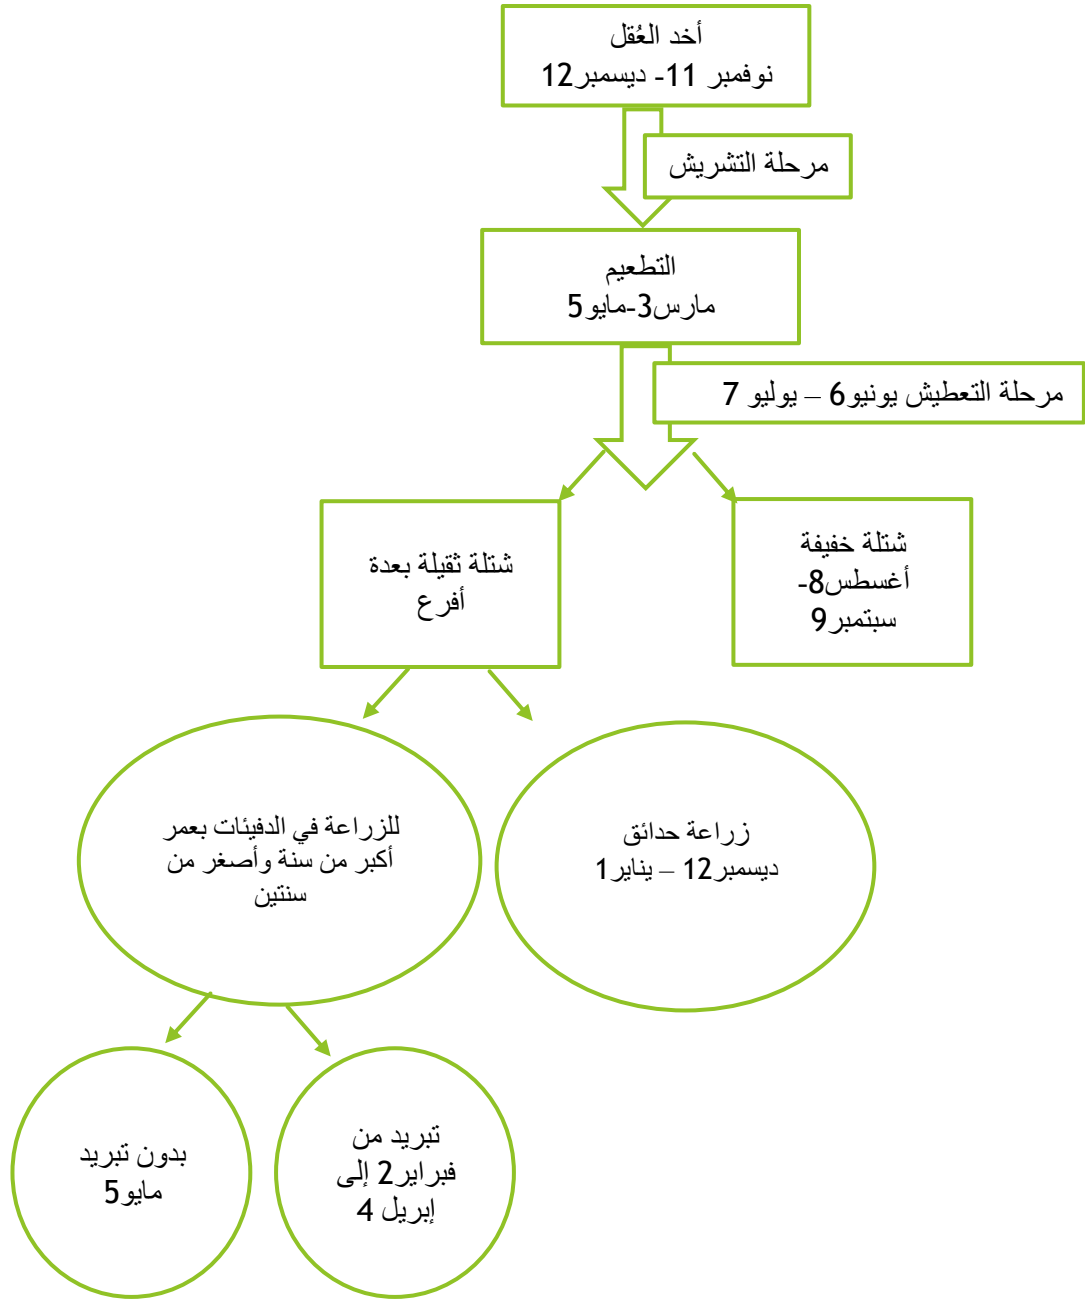 أخد العُقل
نوفمبر 11- ديسمبر12
مرحلة التشريش
التطعيم
مارس3-مايو5
مرحلة التعطيش يونيو6 – يوليو 7
شتلة خفيفة
أغسطس8-
سبتمبر9
شتلة ثقيلة بعدة
أفرع
زراعة حدائق
ديسمبر12 – يناير1
للزراعة في الدفيئات بعمر
أكبر من سنة وأصغر من
سنتين
تبريد من
فبراير2 إلى
إبريل 4
بدون تبريد
مايو5